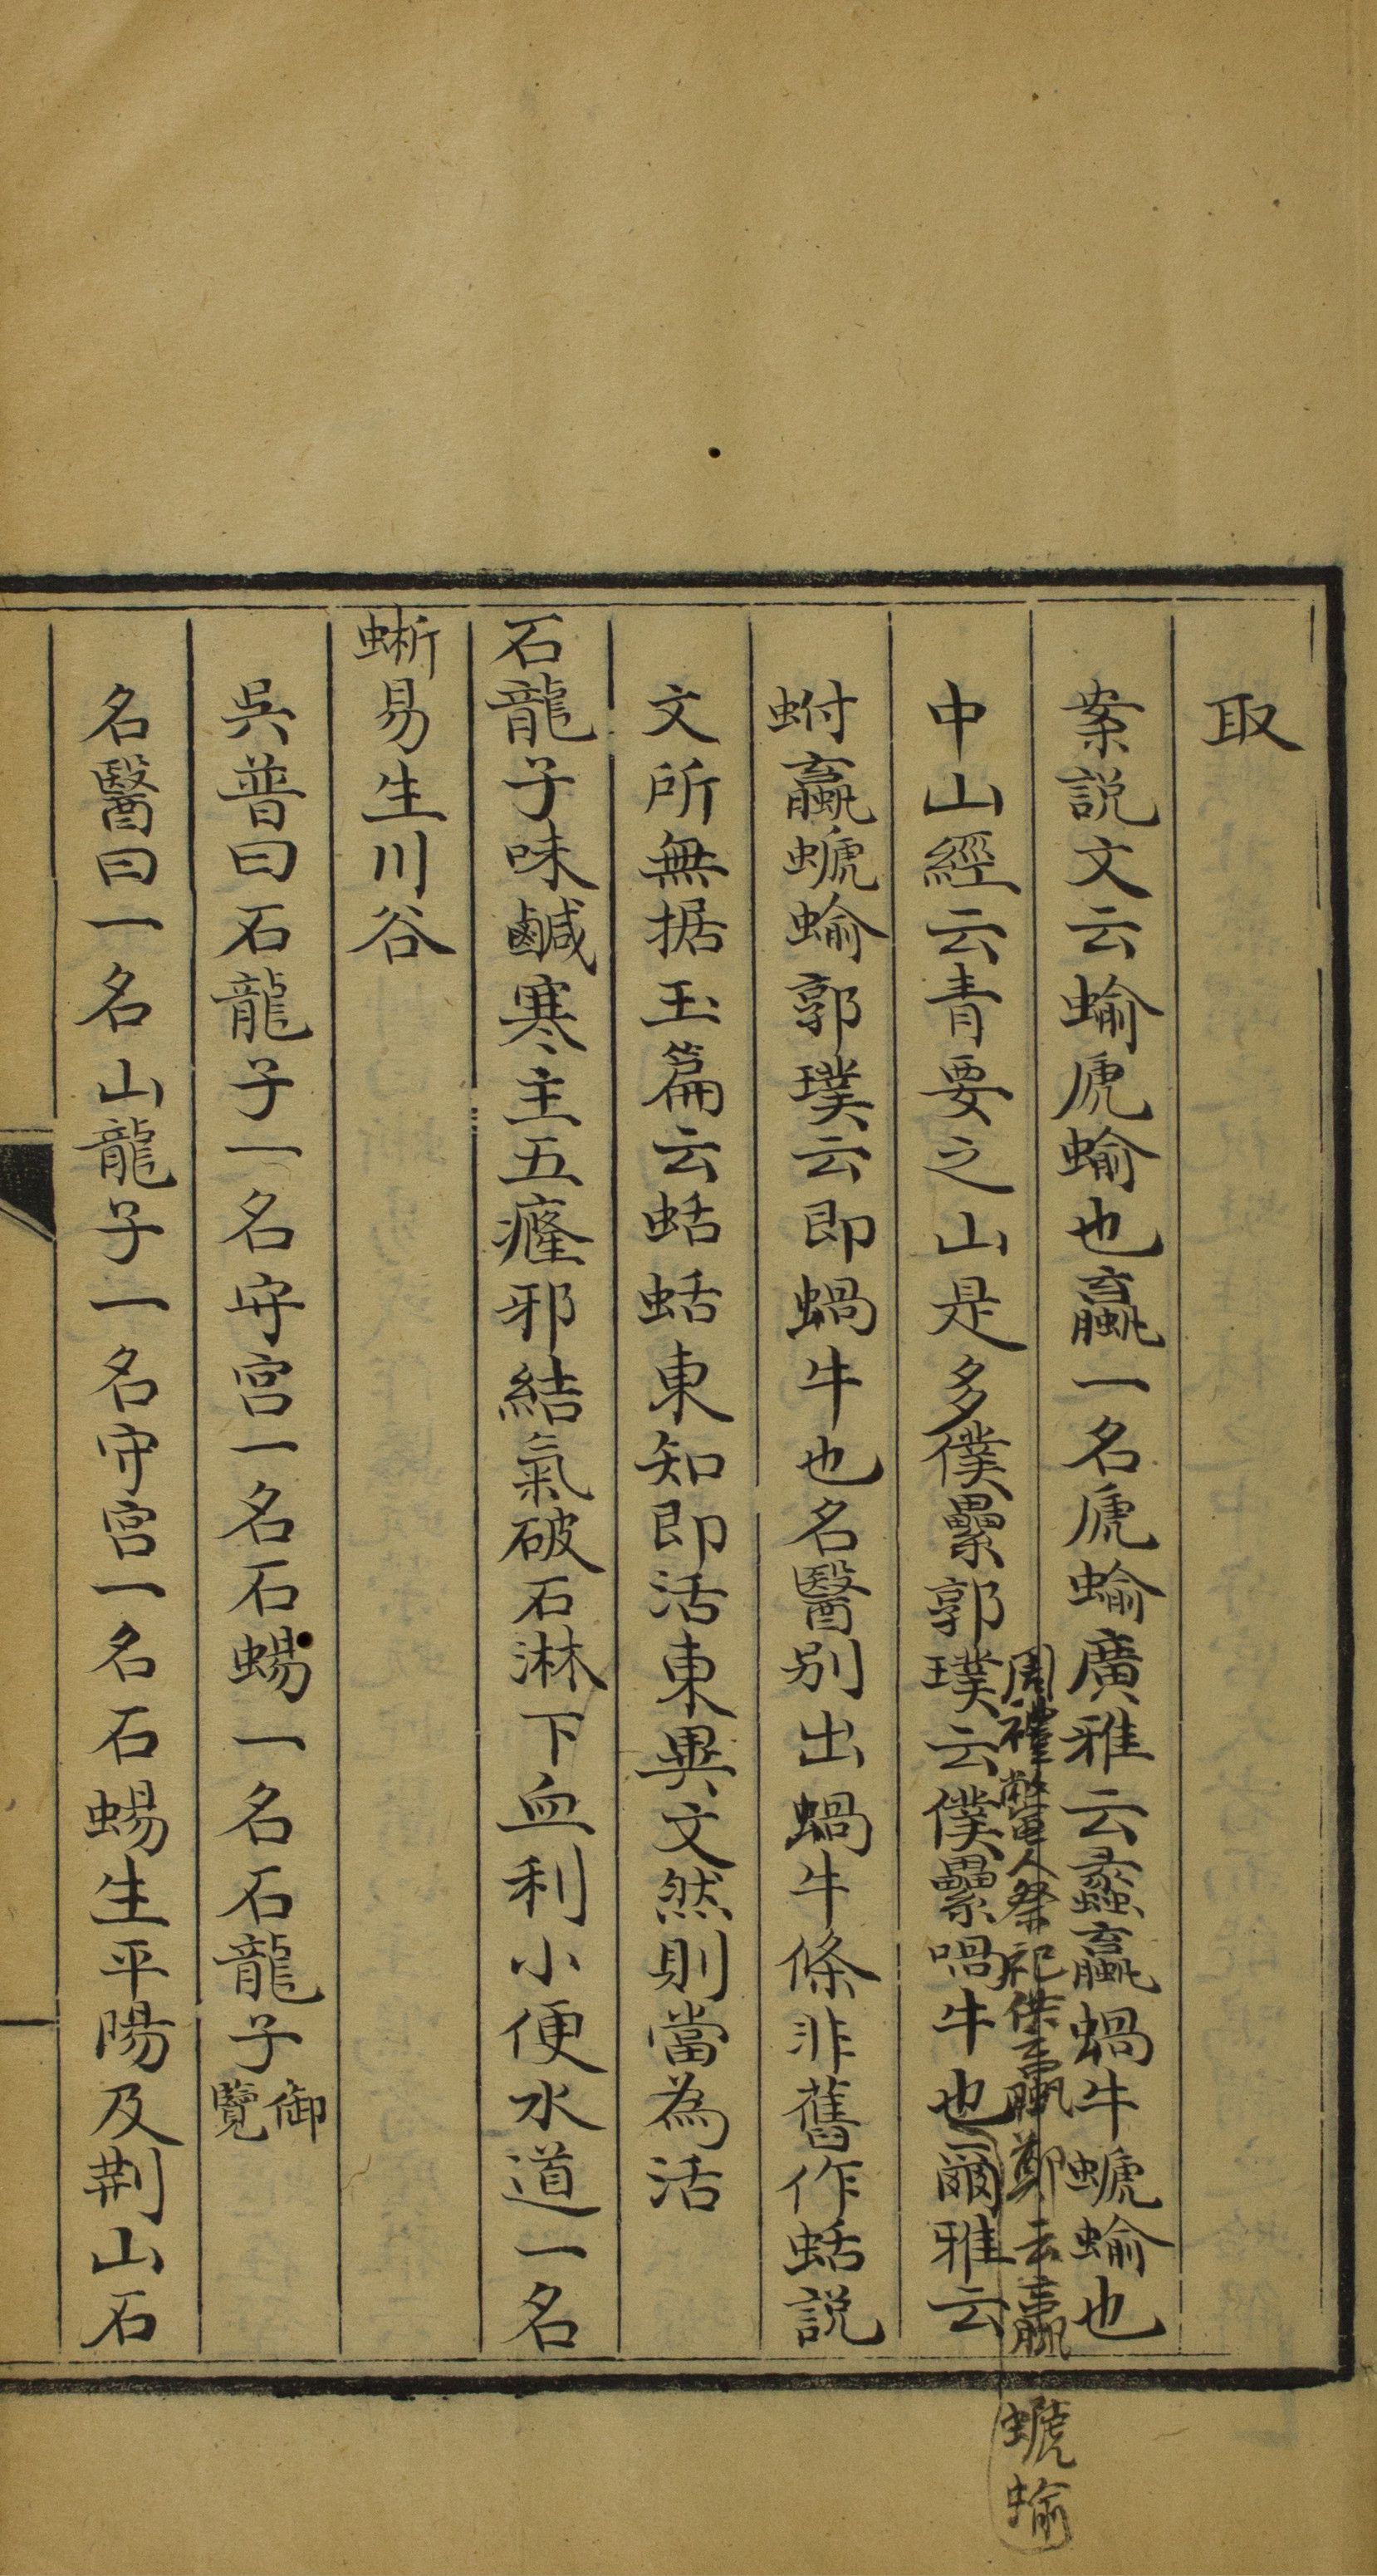 取
案説文云蝓虒蝓也蠃一名虒蝓廣雅云蠡蠃蝸牛螔蝓也
周禮鼈人祭祀供蠃鄭云蠃螔蝓
中山經云青要之山是多僕纍郭璞云僕纍喎牛也爾雅云
蚹蠃螔蝓郭璞云即蝸牛也名醫别出蝸牛條非舊作蛞説
文所無据玉篇云蛞蛞東知即活東異文然則當為活
石龍子味鹹寒主五癃邪結氣破石淋下血利小便水道一名
蜥易生川谷
吳普曰石龍子一名守宮一名石蜴一名石龍子御覽
名醫曰一名山龍子一名守宮一名石蜴生平陽及荆山石